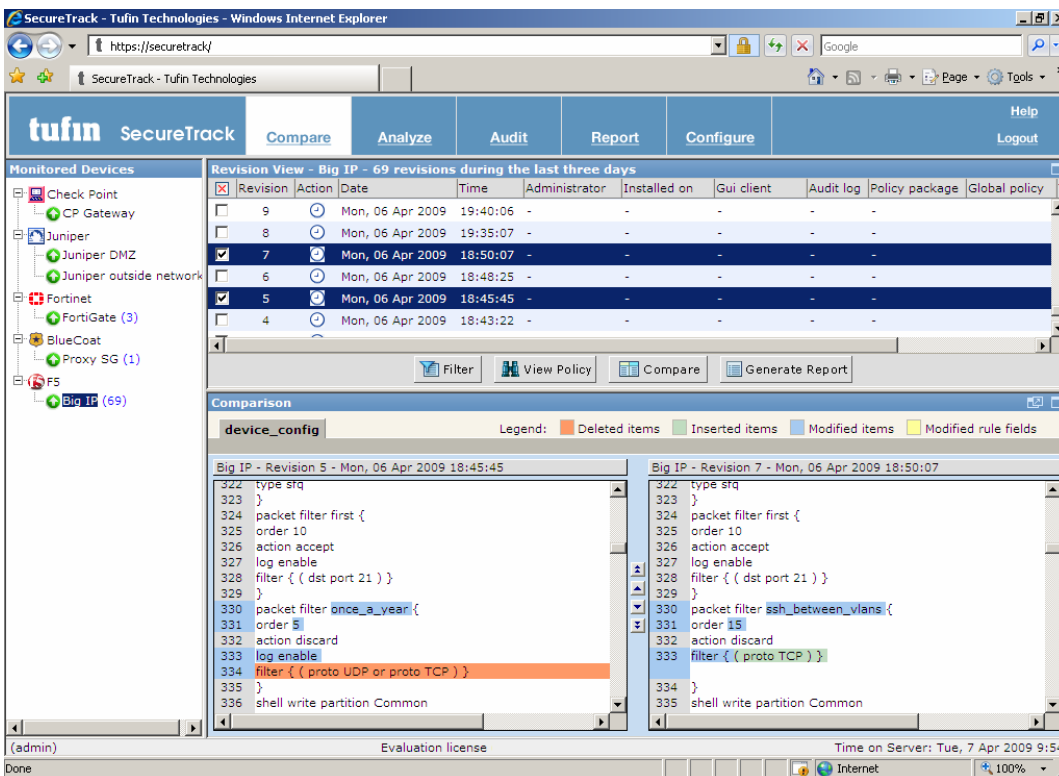 SecureTrack - Tufin Technologies - Windows Internet Explorer
https://securetrack/
Google
SecureTrack - Tufin Technologies
Page
Tools
tufin SecureTrack
Compare
Analyze
Audit
Report
Configure
Help
Logout
Monitored Devices
Check Point
CP Gateway
Juniper
Juniper DMZ
Juniper outside network
Fortinet
FortiGate (3)
BlueCoat
Proxy SG (1)
F5
Big IP (69)
Revision View - Big IP - 69 revisions during the last three days
Revision Action Date Time Administrator Installed on Gui client Audit log Policy package Global policy
9 Mon, 06 Apr 2009 19:40:06 - - - - -
8 Mon, 06 Apr 2009 19:35:07 - - - - -
7 Mon, 06 Apr 2009 18:50:07 - - - - -
6 Mon, 06 Apr 2009 18:48:25 - - - - -
5 Mon, 06 Apr 2009 18:45:45 - - - - -
4 Mon, 06 Apr 2009 18:43:22 - - - - -
Filter
View Policy
Compare
Generate Report
Comparison
device_config
Legend: Deleted items Inserted items Modified items Modified rule fields
Big IP - Revision 5 - Mon, 06 Apr 2009 18:45:45
322 type sfq
323 }
324 packet filter first {
325 order 10
326 action accept
327 log enable
328 filter { ( dst port 21 ) }
329 }
330 packet filter once_a_year {
331 order 5
332 action discard
333 log enable
334 filter { ( proto UDP or proto TCP ) }
335 }
336 shell write partition Common
Big IP - Revision 7 - Mon, 06 Apr 2009 18:50:07
322 type sfq
323 }
324 packet filter first {
325 order 10
326 action accept
327 log enable
328 filter { ( dst port 21 ) }
329 }
330 packet filter ssh_between_vlans {
331 order 15
332 action discard
333 filter { ( proto TCP ) }
334 }
335 shell write partition Common
(admin)
Evaluation license
Time on Server: Tue, 7 Apr 2009 9:54
Done
Internet
100%